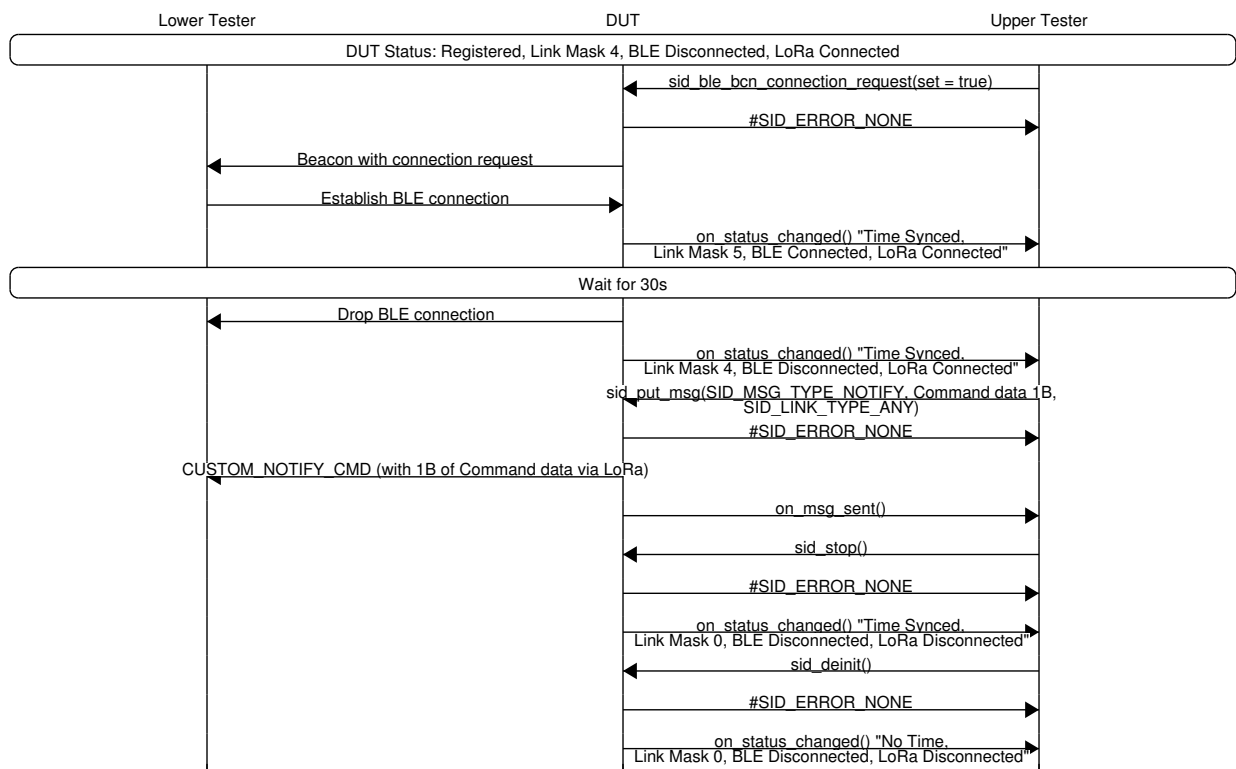 Lower Tester DUT Upper Tester
DUT Status: Registered, Link Mask 4, BLE Disconnected, LoRa Connected
sid_ble_bcn_connection_request(set = true)
#SID_ERROR_NONE
Beacon with connection request
Establish BLE connection
on_status_changed() "Time Synced,
Link Mask 5, BLE Connected, LoRa Connected"
Wait for 30s
Drop BLE connection
on_status_changed() "Time Synced,
Link Mask 4, BLE Disconnected, LoRa Connected"
sid_put_msg(SID_MSG_TYPE_NOTIFY, Command data 1B,
SID_LINK_TYPE_ANY)
#SID_ERROR_NONE
CUSTOM_NOTIFY_CMD (with 1B of Command data via LoRa)
on_msg_sent()
sid_stop()
#SID_ERROR_NONE
on_status_changed() "Time Synced,
Link Mask 0, BLE Disconnected, LoRa Disconnected"
sid_deinit()
#SID_ERROR_NONE
on_status_changed() "No Time,
Link Mask 0, BLE Disconnected, LoRa Disconnected"